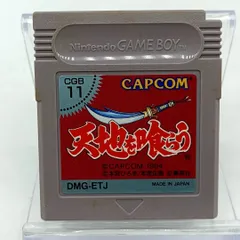 Nintendo GAME BOY
CGB
11
CAPCOM
天地を喰らう
DMG-ETJ
MADE IN JAPAN